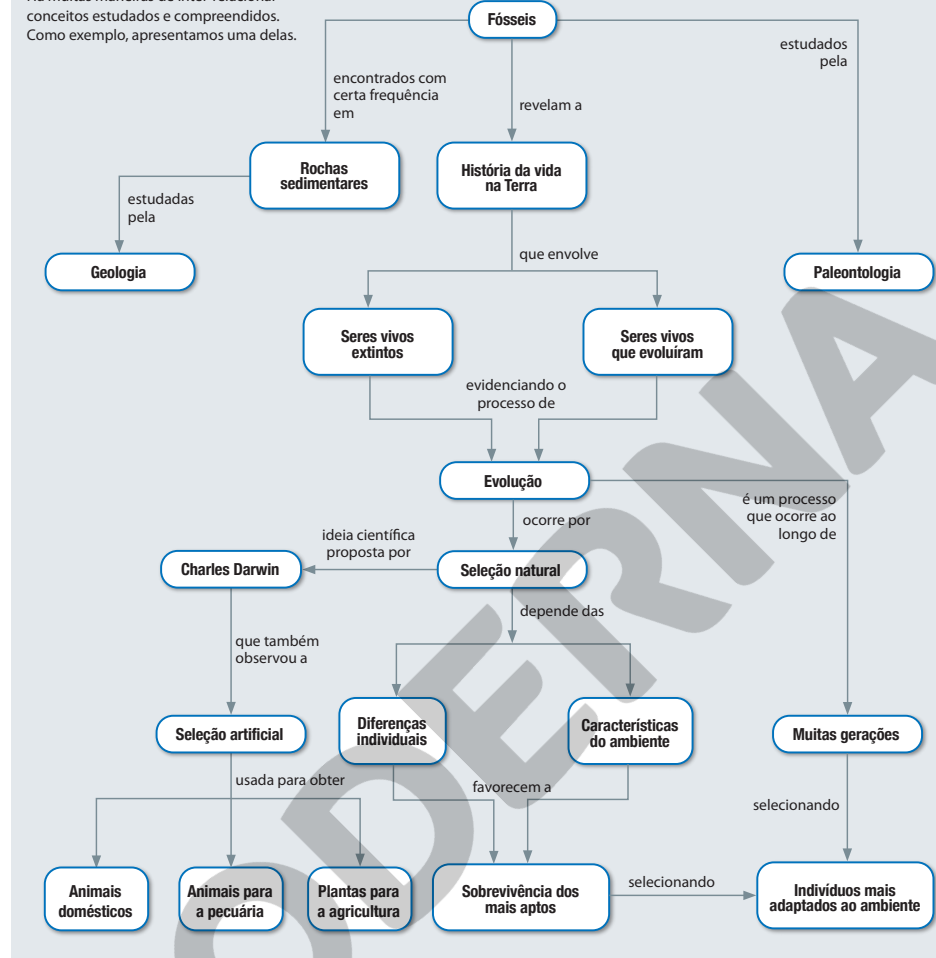 conceitos estudados e compreendidos.
Como exemplo, apresentamos uma delas.
Fósseis
encontrados com
certa frequência
em
revelam a
estudados
pela
Rochas
sedimentares
História da vida
na Terra
estudadas
pela
Geologia
que envolve
Paleontologia
Seres vivos
extintos
Seres vivos
que evoluíram
evidenciando o
processo de
Evolução
é um processo
que ocorre ao
longo de
ocorre por
ideia científica
proposta por
Charles Darwin
Seleção natural
depende das
que também
observou a
Seleção artificial
Diferenças
individuais
Características
do ambiente
Muitas gerações
usada para obter
favorecem a
selecionando
Animais
domésticos
Animais para
a pecuária
Plantas para
a agricultura
Sobrevivência dos
mais aptos
selecionando
Indivíduos mais
adaptados ao ambiente
ODERNA